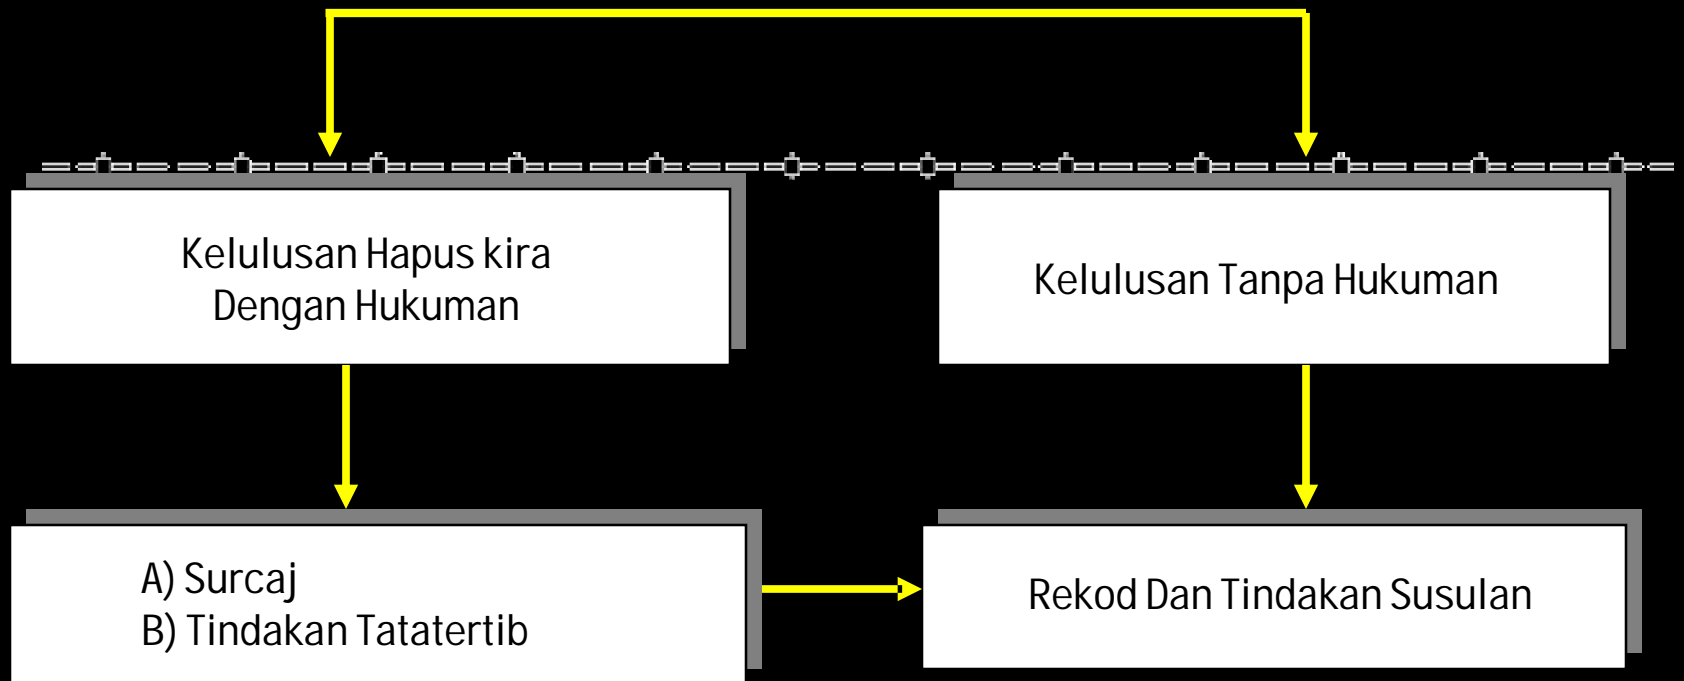 Kelulusan Hapus kira
Dengan Hukuman
Kelulusan Tanpa Hukuman
A) Surcaj
B) Tindakan Tatatertib
Rekod Dan Tindakan Susulan